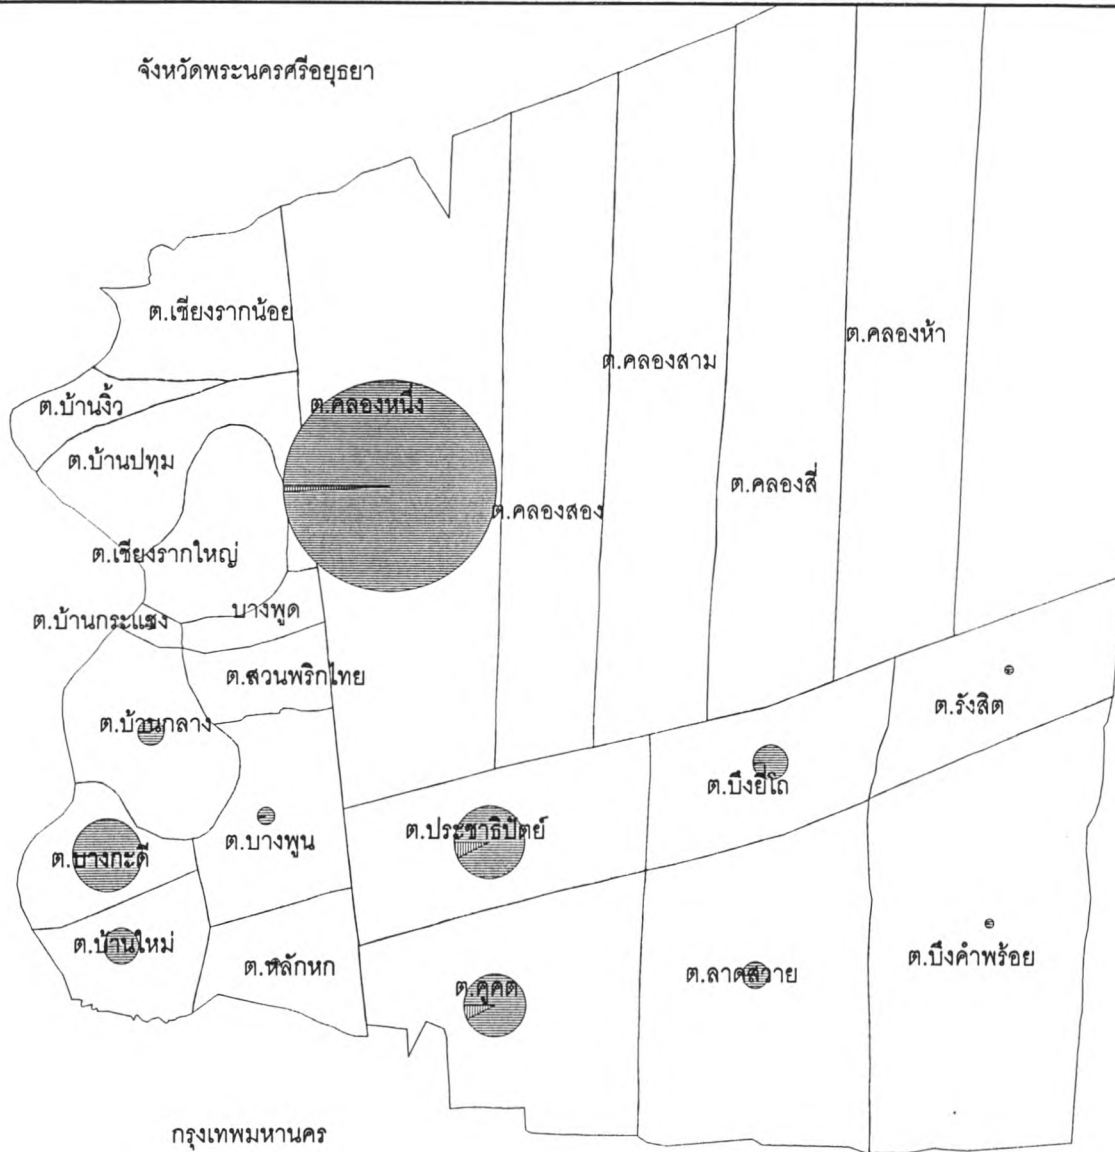 จังหวัดพระนครศรีอยุธยา
ต.เชียงรากน้อย
ต.คลองห้า
ต.คลองสาม
ต.บ้านงิ้ว
ต.คลองหนึ่ง
ต.บ้านปทุม
ต.คลองสี่
ต.คลองสอง
ต.เชียงรากใหญ่
บางพูด
ต.บ้านกระแชง
ต.สวนพริกไทย
ต.รังสิต
ต.บ้านกลาง
ต.บึงยี่โถ
ต.ประชาธิปัตย์
ต.บางพูน
ต.บางกะดี
ต.บ้านใหม่
ต.หลักหก
ต.คูคต
ต.ลาดสวาย
ต.บึงคำพร้อย
กรุงเทพมหานคร